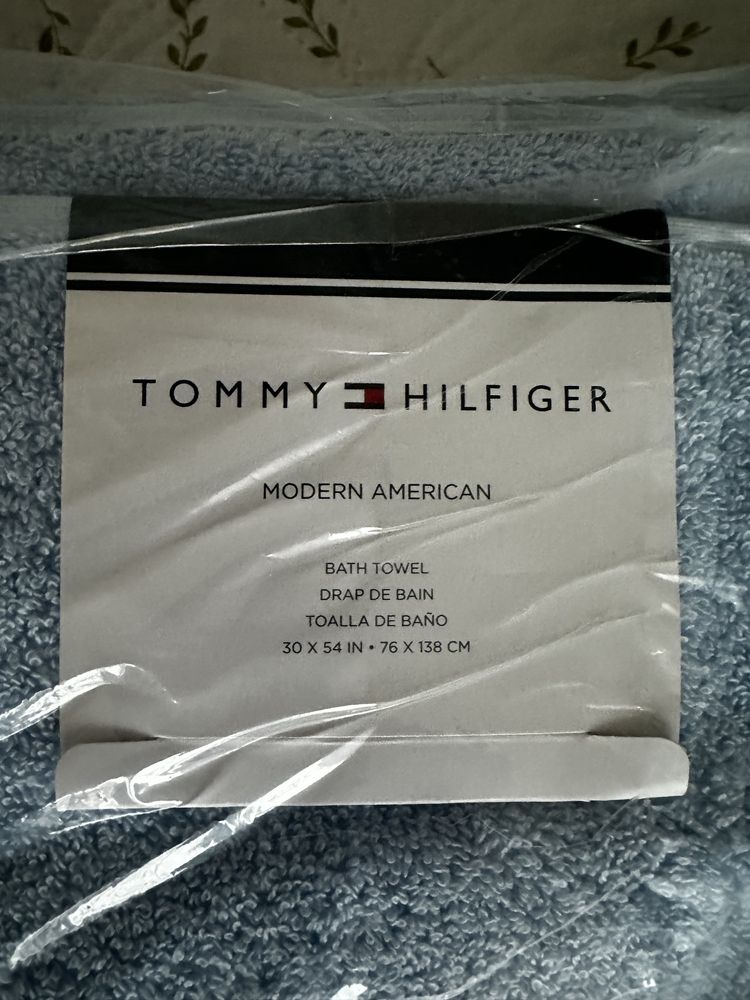 TOMMY HILFIGER
MODERN AMERICAN
BATH TOWEL
DRAP DE BAIN
TOALLA DE BAÑO
30 X 54 IN • 76 X 138 CM